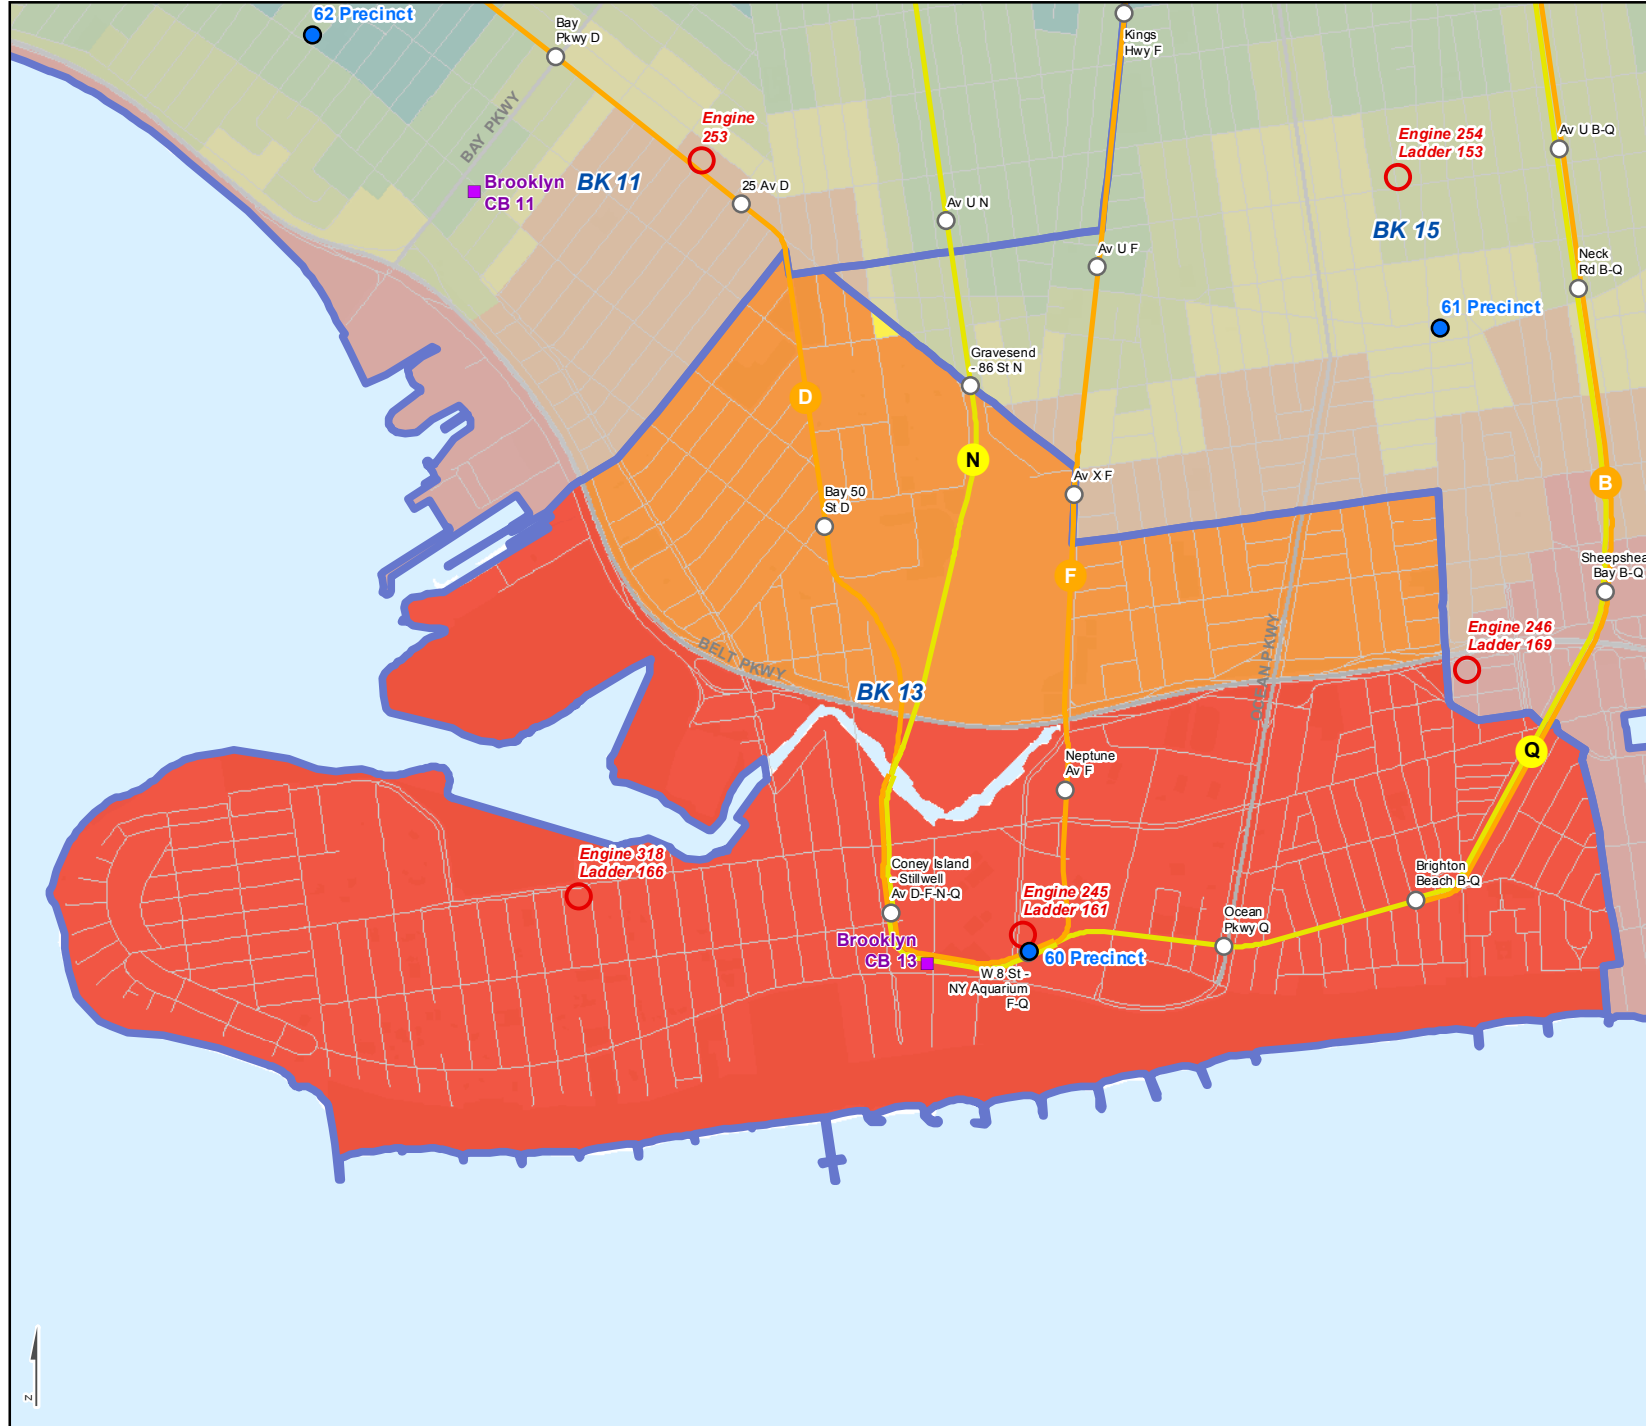 62 Precinct
Bay
Pkwy D
Kings
Hwy F
BAY PKWY
Engine
253
Engine 254
Ladder 153
Av U B-Q
Brooklyn
CB 11
BK 11
25 Av D
Av U N
BK 15
Av U F
Neck
Rd B-Q
61 Precinct
Gravesend
- 86 St N
D
N
Av X F
B
Bay 50
St D
F
Sheepshea
Bay B-Q
Engine 246
Ladder 169
BELT PKWY
OCEAN PKWY
BK 13
Neptune
Av F
Q
Engine 318
Ladder 166
Coney Island
- Stillwell
Av D-F-N-Q
Brighton
Beach B-Q
Engine 245
Ladder 161
Ocean
Pkwy Q
Brooklyn
CB 13
60 Precinct
W 8 St -
NY Aquarium
F-Q
N